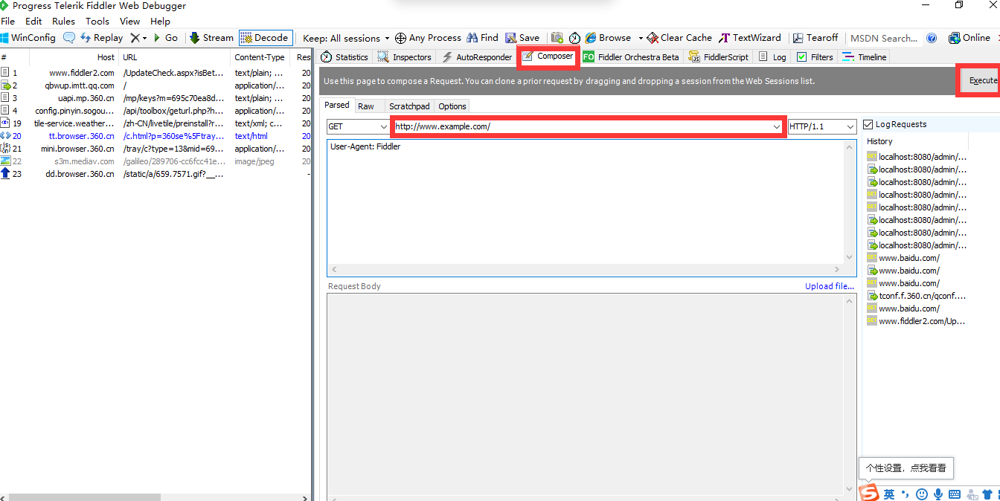 Progress Telerik Fiddler Web Debugger
File Edit Rules Tools View Help
WinConfig Replay Go Stream Decode Keep: All sessions Any Process Find Save Browse Clear Cache TextWizard Tearoff MSDN Search... Online
# Host URL Content-Type Res
1 www.fiddler2.com /UpdateCheck.aspx?isBet... text/plain; ... 20
2 qbwup.imtt.qq.com / application/... 20
3 uapi.mp.360.cn /mp/keys?m=695c70ea8d... text/plain; ... 20
4 config.pinyin.sogou... /api/toolbox/geturl.php?h... application/... 20
19 tile-service.weather... /zh-CN/livetile/preinstall?r... text/xml; c... 20
20 tt.browser.360.cn /c.html?p=360se%5Ftray... text/html 20
21 mini.browser.360.cn /tray/c?type=13&mid=69... application/... 20
22 s3m.mediav.com /galileo/289706-cc6fcc41e... image/jpeg 20
23 dd.browser.360.cn /static/a/659.7571.gif?__... -
Statistics Inspectors AutoResponder Composer FO Fiddler Orchestra Beta FiddlerScript Log Filters Timeline
Use this page to compose a Request. You can clone a prior request by dragging and dropping a session from the Web Sessions list.
Execute
Parsed Raw Scratchpad Options
GET http://www.example.com/ HTTP/1.1
User-Agent: Fiddler
Request Body Upload file...
Log Requests
History
localhost:8080/admin/...
localhost:8080/admin/...
localhost:8080/admin/...
localhost:8080/admin/...
localhost:8080/admin/...
localhost:8080/admin/...
localhost:8080/admin/...
localhost:8080/admin/...
www.baidu.com/
www.baidu.com/
www.baidu.com/
tconf.f.360.cn/qconf....
www.baidu.com/
www.fiddler2.com/Up...
个性设置，点我看看
S 英